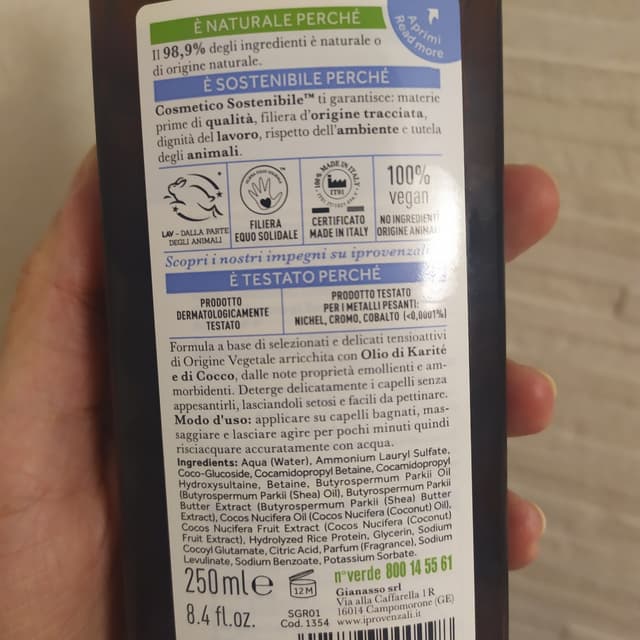 È NATURALE PERCHÉ
Aprimi
Read more
Il 98,9% degli ingredienti è naturale o
di origine naturale.
È SOSTENIBILE PERCHÉ
Cosmetico Sostenibile™ ti garantisce: materie
prime di qualità, filiera d'origine tracciata,
dignità del lavoro, rispetto dell'ambiente e tutela
degli animali.
LAV - DALLA PARTE
DEGLI ANIMALI
FILIERA
EQUO SOLIDALE
100% MADE IN ITALY
IT01
CERTIFICATO
MADE IN ITALY
100%
vegan
NO INGREDIENTI
ORIGINE ANIMALE
Scopri i nostri impegni su iprovenzali
È TESTATO PERCHÉ
PRODOTTO
DERMATOLOGICAMENTE
TESTATO
PRODOTTO TESTATO
PER I METALLI PESANTI:
NICHEL, CROMO, COBALTO (<0,0001%)
Formula a base di selezionati e delicati tensioattivi
di Origine Vegetale arricchita con Olio di Karité
e di Cocco, dalle note proprietà emollienti e am-
morbidenti. Deterge delicatamente i capelli senza
appesantirli, lasciandoli setosi e facili da pettinare.
Modo d'uso: applicare su capelli bagnati, mas-
saggiare e lasciare agire per pochi minuti quindi
risciacquare accuratamente con acqua.
Ingredients: Aqua (Water), Ammonium Lauryl Sulfate,
Coco-Glucoside, Cocamidopropyl Betaine, Cocamidopropyl
Hydroxysultaine, Betaine, Butyrospermum Parkii Oil
(Butyrospermum Parkii (Shea) Oil), Butyrospermum Parkii
Butter Extract (Butyrospermum Parkii (Shea) Butter
Extract), Cocos Nucifera Oil (Cocos Nucifera (Coconut) Oil),
Cocos Nucifera Fruit Extract (Cocos Nucifera (Coconut)
Fruit Extract), Hydrolyzed Rice Protein, Glycerin, Sodium
Cocoyl Glutamate, Citric Acid, Parfum (Fragrance), Sodium
Levulinate, Sodium Benzoate, Potassium Sorbate.
250 ml e
8.4 fl.oz.
12 M
SGR01
Cod. 1354
n°verde 800 14 55 61
Gianasso srl
Via alla Caffarella 1 R
16014 Campomorone (GE)
www.iprovenzali.it